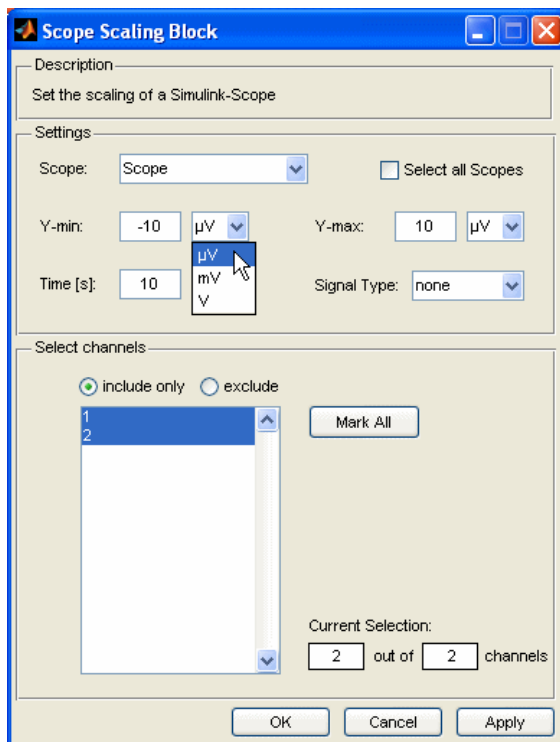 Scope Scaling Block
Description
Set the scaling of a Simulink-Scope
Settings
Scope: Scope Select all Scopes
Y-min: -10 µV Y-max: 10 µV
µV
mV
V
Time [s]: 10 Signal Type: none
Select channels
include only exclude
1
2
Mark All
Current Selection:
2 out of 2 channels
OK Cancel Apply